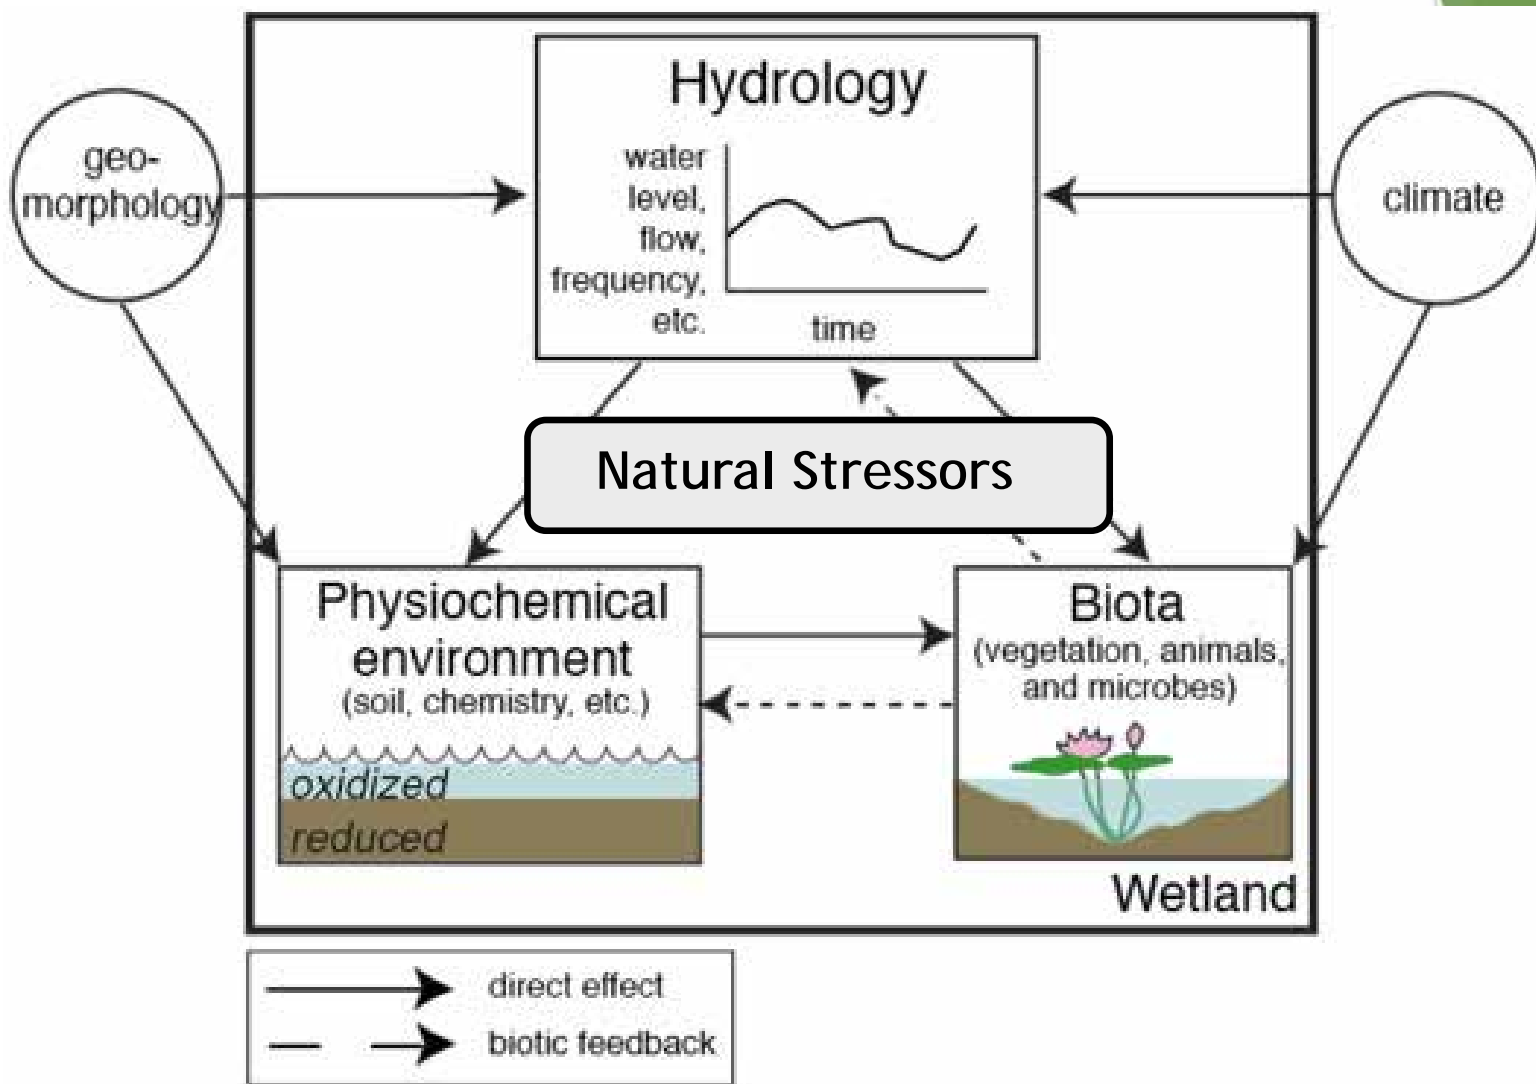 Hydrology
water
level,
flow,
frequency,
etc.
time
geo-
morphology
climate
Natural Stressors
Physiochemical
environment
(soil, chemistry, etc.)
oxidized
reduced
Biota
(vegetation, animals,
and microbes)
Wetland
direct effect
biotic feedback